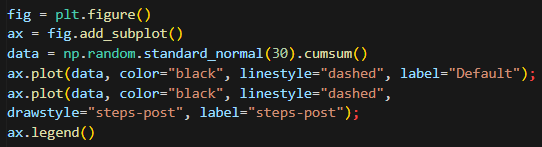 fig = plt.figure()
ax = fig.add_subplot()
data = np.random.standard_normal(30).cumsum()
ax.plot(data, color="black", linestyle="dashed", label="Default");
ax.plot(data, color="black", linestyle="dashed",
drawstyle="steps-post", label="steps-post");
ax.legend()